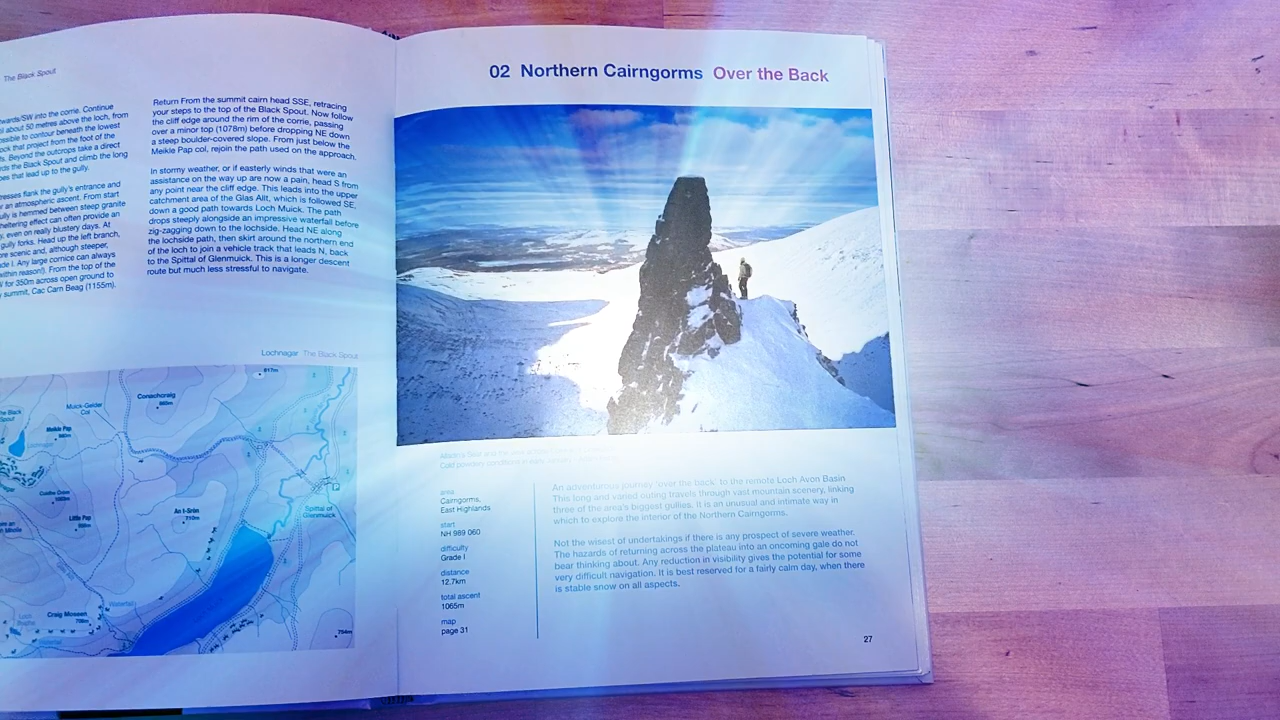 The Black Spout
wards/SW into the corrie. Continue
about 50 metres above the loch, from
ossible to contour beneath the lowest
ock that project from the foot of the
s. Beyond the outcrops take a direct
rds the Black Spout and climb the long
pes that lead up to the gully.
resses flank the gully's entrance and
r an atmospheric ascent. From start
ully is hemmed between steep granite
heltering effect can often provide an
, even on really blustery days. At
gully forks. Head up the left branch,
ore scenic and, although steeper,
de I. Any large cornice can always
within reason!). From the top of the
W for 350m across open ground to
summit, Cac Carn Beag (1155m).
Return From the summit cairn head SSE, retracing
your steps to the top of the Black Spout. Now follow
the cliff edge around the rim of the corrie, passing
over a minor top (1078m) before dropping NE down
a steep boulder-covered slope. From just below the
Meikle Pap col, rejoin the path used on the approach.
In stormy weather, or if easterly winds that were an
assistance on the way up are now a pain, head S from
any point near the cliff edge. This leads into the upper
catchment area of the Glas Allt, which is followed SE,
down a good path towards Loch Muick. The path
drops steeply alongside an impressive waterfall before
zig-zagging down to the lochside. Head NE along
the lochside path, then skirt around the northern end
of the loch to join a vehicle track that leads N, back
to the Spittal of Glenmuick. This is a longer descent
route but much less stressful to navigate.
Lochnagar The Black Spout
817m
Conachraig
Muick-Gelder
Col
The Black
Spout
Meikle Pap
Little Pap
An t-Sròn
710m
Spittal of
Glenmuick
Waterfall
Craig Moseen
754m
02 Northern Cairngorms Over the Back
Cold powdery conditions in
area
Cairngorms,
East Highlands
start
NH 989 060
difficulty
Grade I
distance
12.7km
total ascent
1065m
map
page 31
An adventurous journey 'over the back' to the remote Loch Avon Basin
This long and varied outing travels through vast mountain scenery, linking
three of the area's biggest gullies. It is an unusual and intimate way in
which to explore the interior of the Northern Cairngorms.
Not the wisest of undertakings if there is any prospect of severe weather.
The hazards of returning across the plateau into an oncoming gale do not
bear thinking about. Any reduction in visibility gives the potential for some
very difficult navigation. It is best reserved for a fairly calm day, when there
is stable snow on all aspects.
27